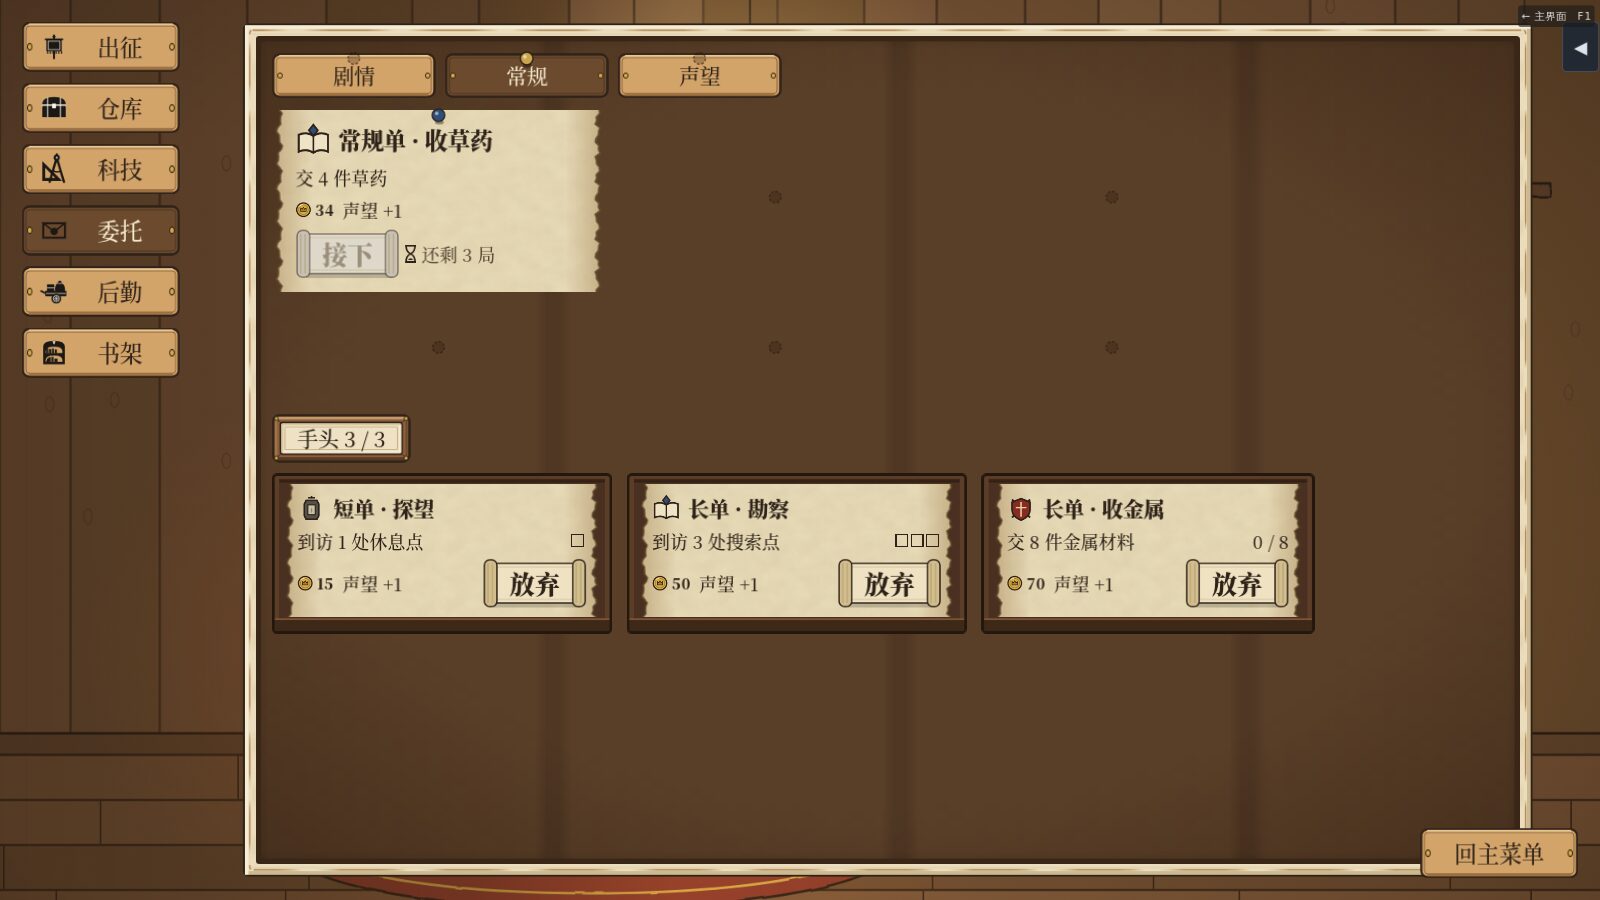 ← 主界面 F1
出征
仓库
科技
委托
后勤
书架
剧情
常规
声望
常规单·收草药
交 4 件草药
34 声望 +1
接下
还剩 3 局
手头 3 / 3
短单·探望
到访 1 处休息点
15 声望 +1
放弃
长单·勘察
到访 3 处搜索点
50 声望 +1
放弃
长单·收金属
交 8 件金属材料
0 / 8
70 声望 +1
放弃
回主菜单